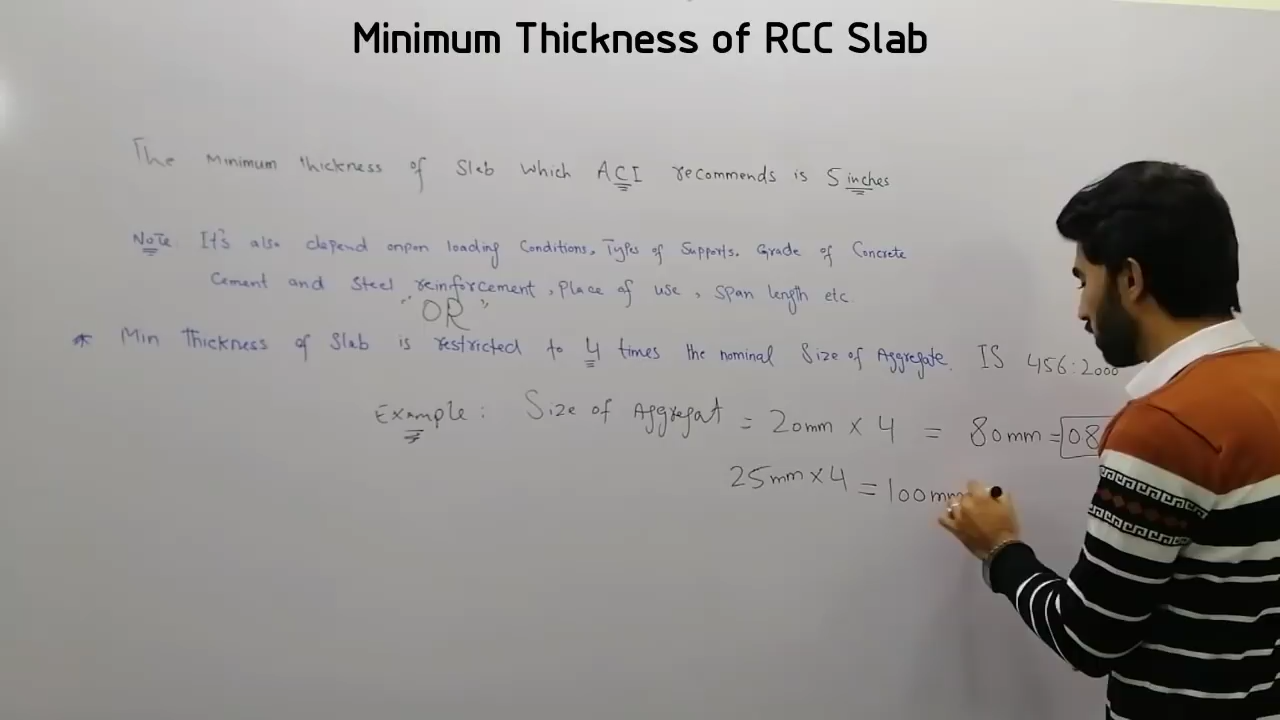 Minimum Thickness of RCC Slab
The Minimum thickness of Slab which ACI recommends is 5 inches
Note It's also depend onpon loading Conditions, Types of Supports. Grade of Concrete
Cement and Steel reinforcement, Place of use, Span length etc.
"OR"
* Min Thickness of Slab is restricted to 4 times the nominal Size of Aggregate. IS 456:2000
Example: Size of Aggregat = 20mm × 4 = 80mm = 08
25mm × 4 = 100mm